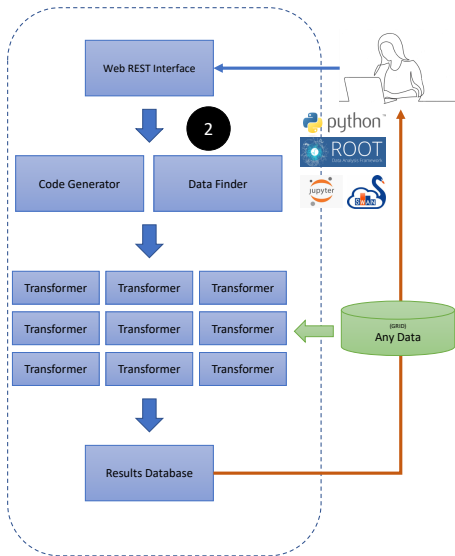 Web REST Interface
2
python™
ROOT
Data Analysis Framework
Code Generator
Data Finder
jupyter
SWAN
Transformer
Transformer
Transformer
Transformer
Transformer
Transformer
Transformer
Transformer
Transformer
(GRID)
Any Data
Results Database